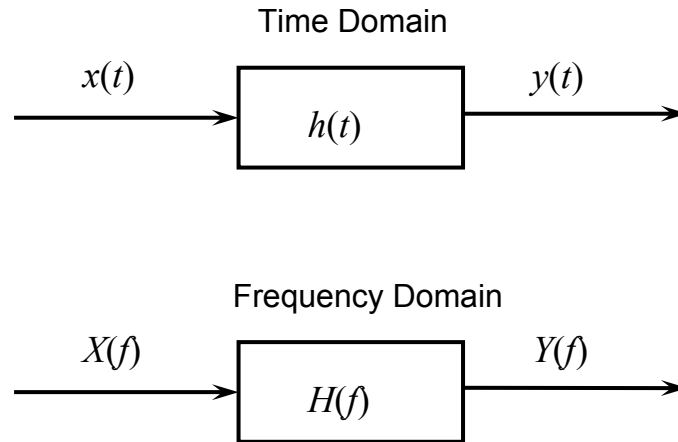 Time Domain
x(t) y(t)
h(t)
Frequency Domain
X(f) Y(f)
H(f)